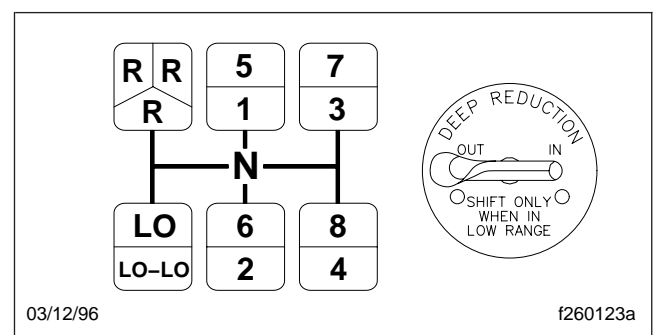 R R 5 7
R 1 3
N
LO 6 8
LO–LO 2 4
DEEP REDUCTION
OUT IN
SHIFT ONLY
WHEN IN
LOW RANGE
03/12/96 f260123a